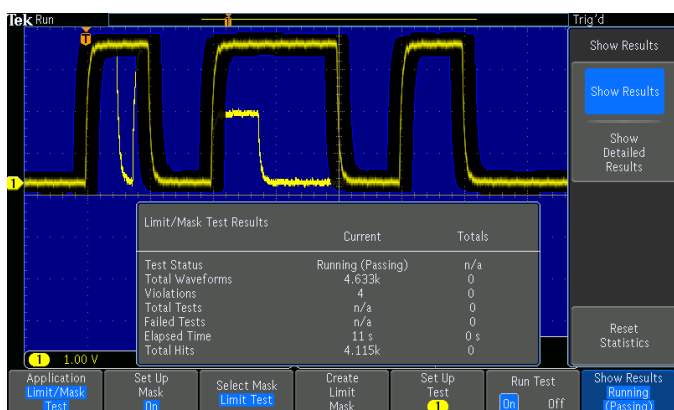 Tek Run
Trig'd
T
Show Results
Show Results
Show
Detailed
Results
1
Limit/Mask Test Results
Current Totals
Test Status Running (Passing) n/a
Total Waveforms 4.633k 0
Violations 4 0
Total Tests n/a 0
Failed Tests n/a 0
Elapsed Time 11 s 0 s
Total Hits 4.115k 0
Reset
Statistics
1 1.00 V
Application
Limit/Mask
Test
Set Up
Mask
On
Select Mask
Limit Test
Create
Limit
Mask
Set Up
Test
1
Run Test
On Off
Show Results
Running
(Passing)